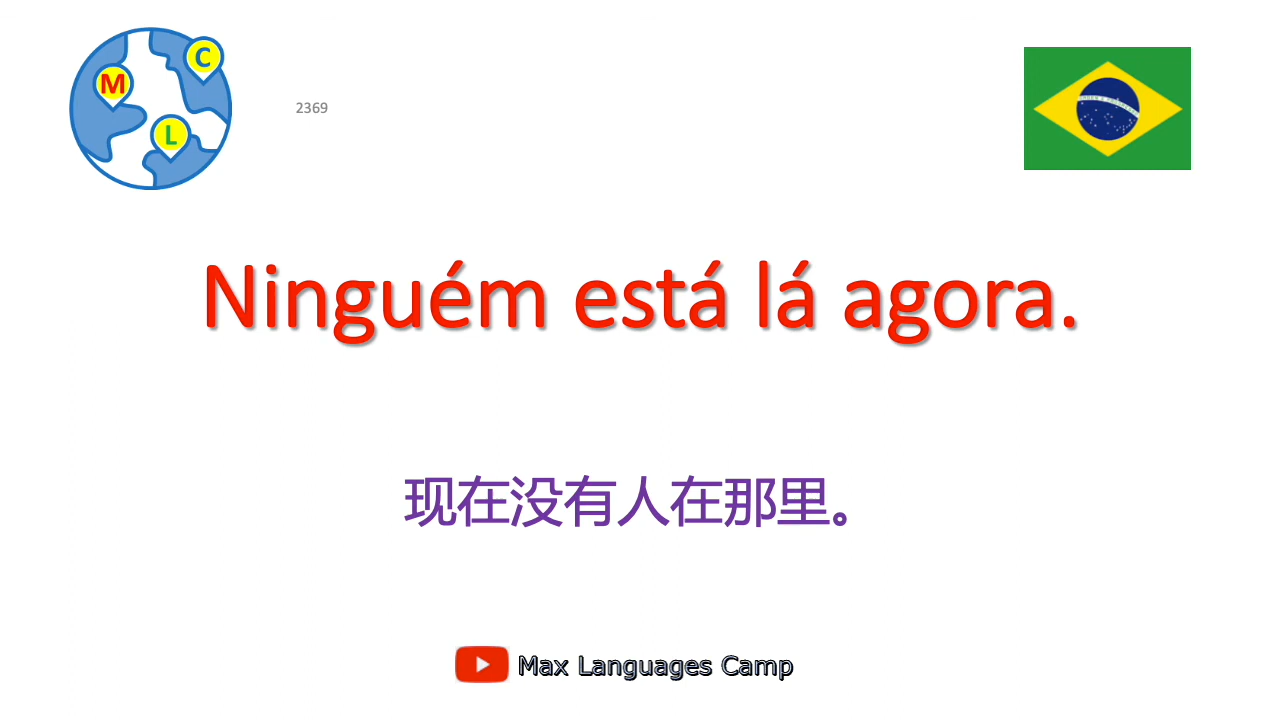 M
C
L
2369
Ninguém está lá agora.
现在没有人在那里。
Max Languages Camp